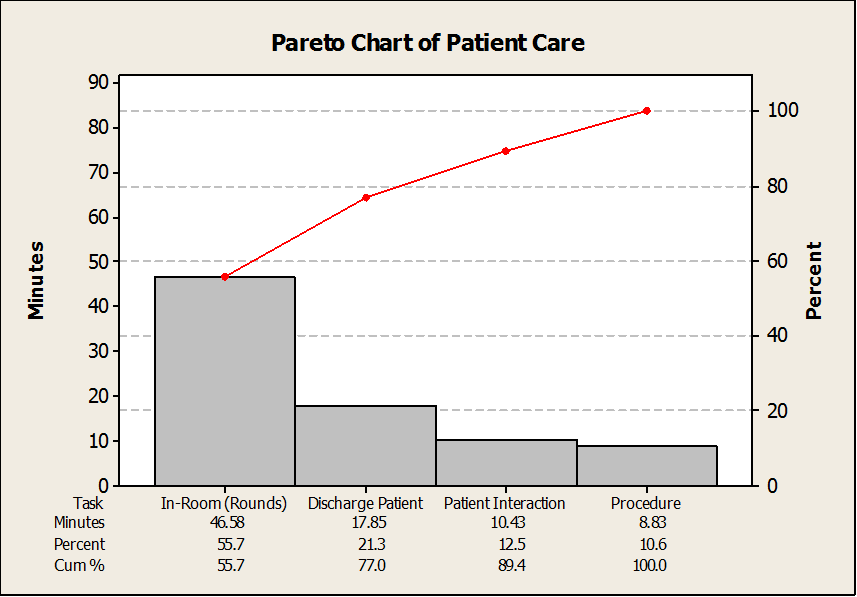 Pareto Chart of Patient Care
90
80
70
60
50
40
30
20
10
0
Minutes
100
80
60
40
20
0
Percent
Task In-Room (Rounds) Discharge Patient Patient Interaction Procedure
Minutes 46.58 17.85 10.43 8.83
Percent 55.7 21.3 12.5 10.6
Cum % 55.7 77.0 89.4 100.0